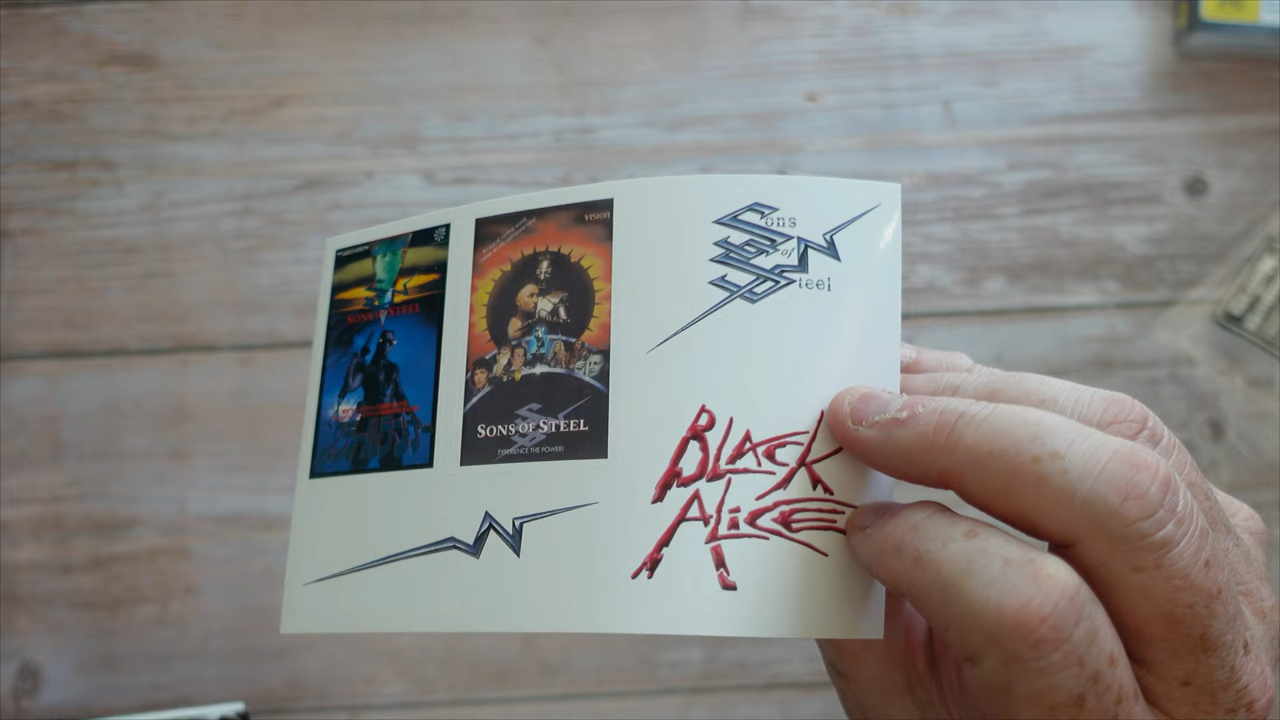 SONS OF STEEL
VISION
SONS OF STEEL
EXPERIENCE THE POWER!
Sons
of
Steel
BLACK
ALICE